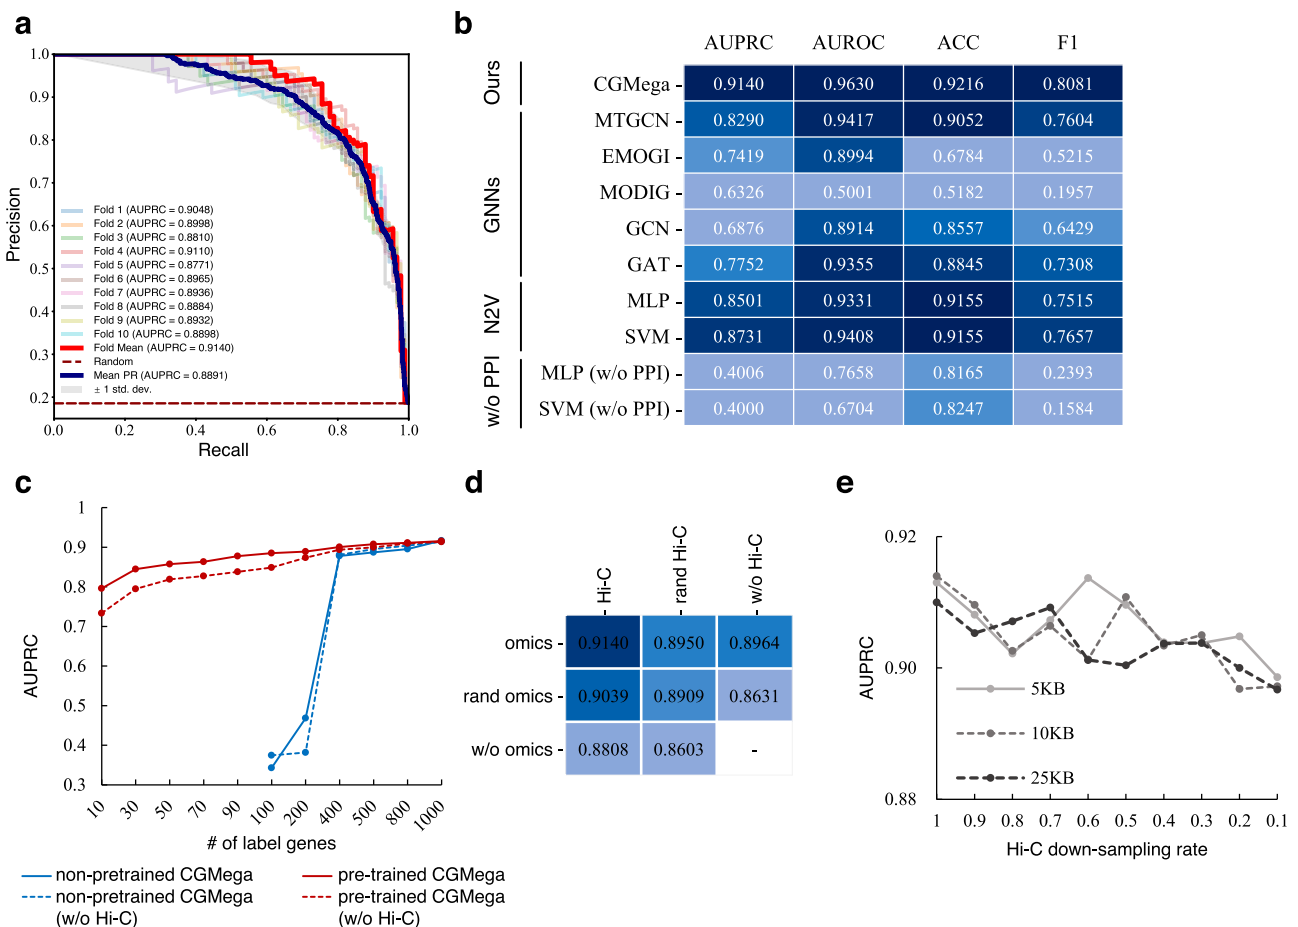 a
1.0
0.9
0.8
0.7
0.6
0.5
0.4
0.3
0.2
Precision
Fold 1 (AUPRC = 0.9048)
Fold 2 (AUPRC = 0.8998)
Fold 3 (AUPRC = 0.8810)
Fold 4 (AUPRC = 0.9110)
Fold 5 (AUPRC = 0.8771)
Fold 6 (AUPRC = 0.8965)
Fold 7 (AUPRC = 0.8936)
Fold 8 (AUPRC = 0.8884)
Fold 9 (AUPRC = 0.8932)
Fold 10 (AUPRC = 0.8898)
Fold Mean (AUPRC = 0.9140)
Random
Mean PR (AUPRC = 0.8891)
± 1 std. dev.
0.0 0.2 0.4 0.6 0.8 1.0
Recall
b
AUPRC AUROC ACC F1
Ours
GNNs
N2V
w/o PPI
CGMega 0.9140 0.9630 0.9216 0.8081
MTGCN 0.8290 0.9417 0.9052 0.7604
EMOGI 0.7419 0.8994 0.6784 0.5215
MODIG 0.6326 0.5001 0.5182 0.1957
GCN 0.6876 0.8914 0.8557 0.6429
GAT 0.7752 0.9355 0.8845 0.7308
MLP 0.8501 0.9331 0.9155 0.7515
SVM 0.8731 0.9408 0.9155 0.7657
MLP (w/o PPI) 0.4006 0.7658 0.8165 0.2393
SVM (w/o PPI) 0.4000 0.6704 0.8247 0.1584
c
AUPRC
1
0.9
0.8
0.7
0.6
0.5
0.4
0.3
10 30 50 70 90 100 200 400 600 800 1000
# of label genes
non-pretrained CGMega
non-pretrained CGMega
(w/o Hi-C)
pre-trained CGMega
pre-trained CGMega
(w/o Hi-C)
d
Hi-C rand Hi-C w/o Hi-C
omics 0.9140 0.8950 0.8964
rand omics 0.9039 0.8909 0.8631
w/o omics 0.8808 0.8603 -
e
0.92
0.90
0.88
AUPRC
5KB
10KB
25KB
1 0.9 0.8 0.7 0.6 0.5 0.4 0.3 0.2 0.1
Hi-C down-sampling rate